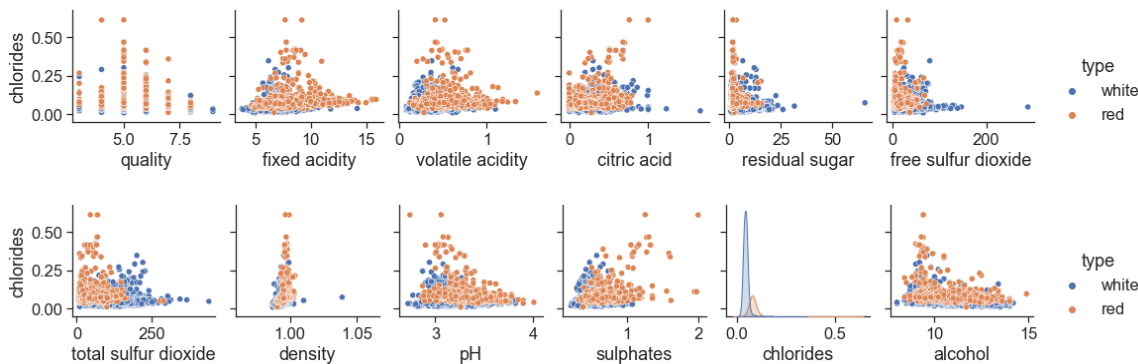 chlorides
0.50
0.25
0.00
5.0 7.5
5 10 15
0 1
0 1
0 25 50
0 200
quality
fixed acidity
volatile acidity
citric acid
residual sugar
free sulfur dioxide
type
white
red
chlorides
0.50
0.25
0.00
0 250
1.00 1.05
3 4
1 2
0.0 0.5
10 15
total sulfur dioxide
density
pH
sulphates
chlorides
alcohol
type
white
red